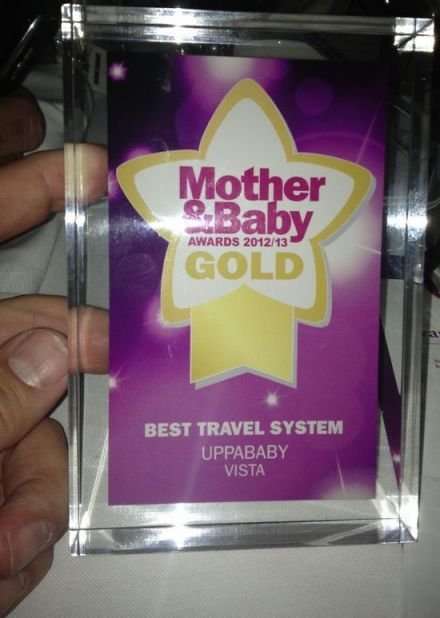 Mother
&Baby
AWARDS 2012/13
GOLD
BEST TRAVEL SYSTEM
UPPABABY
VISTA